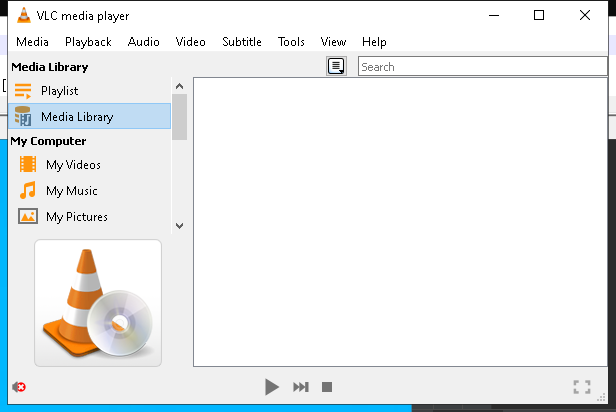 VLC media player
Media Playback Audio Video Subtitle Tools View Help
Media Library
Search
Playlist
Media Library
My Computer
My Videos
My Music
My Pictures